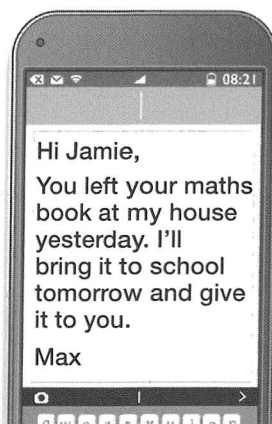 08:21
Hi Jamie,
You left your maths
book at my house
yesterday. I'll
bring it to school
tomorrow and give
it to you.
Max
q w e r t y u i o p